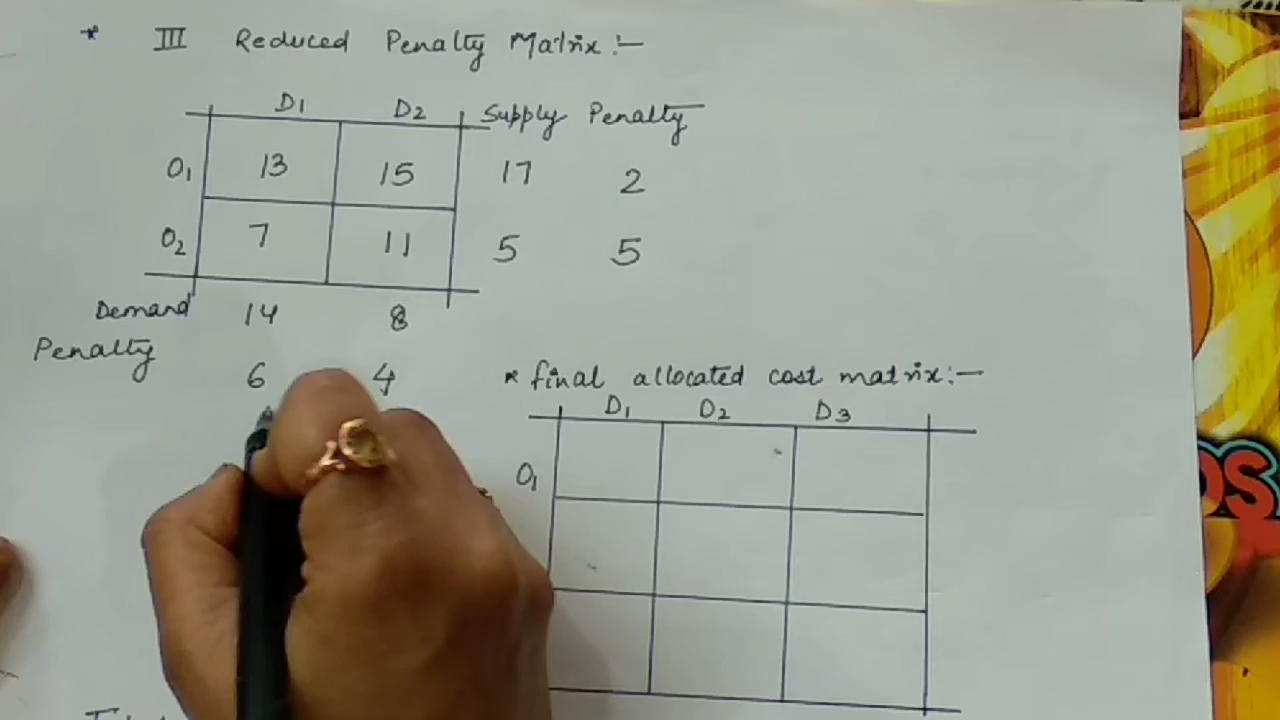 * III Reduced Penalty Matrix:-
D1 D2 Supply Penalty
O1 13 15 17 2
O2 7 11 5 5
Demand 14 8
Penalty 6 4
* final allocated cost matrix:-
D1 D2 D3
O1